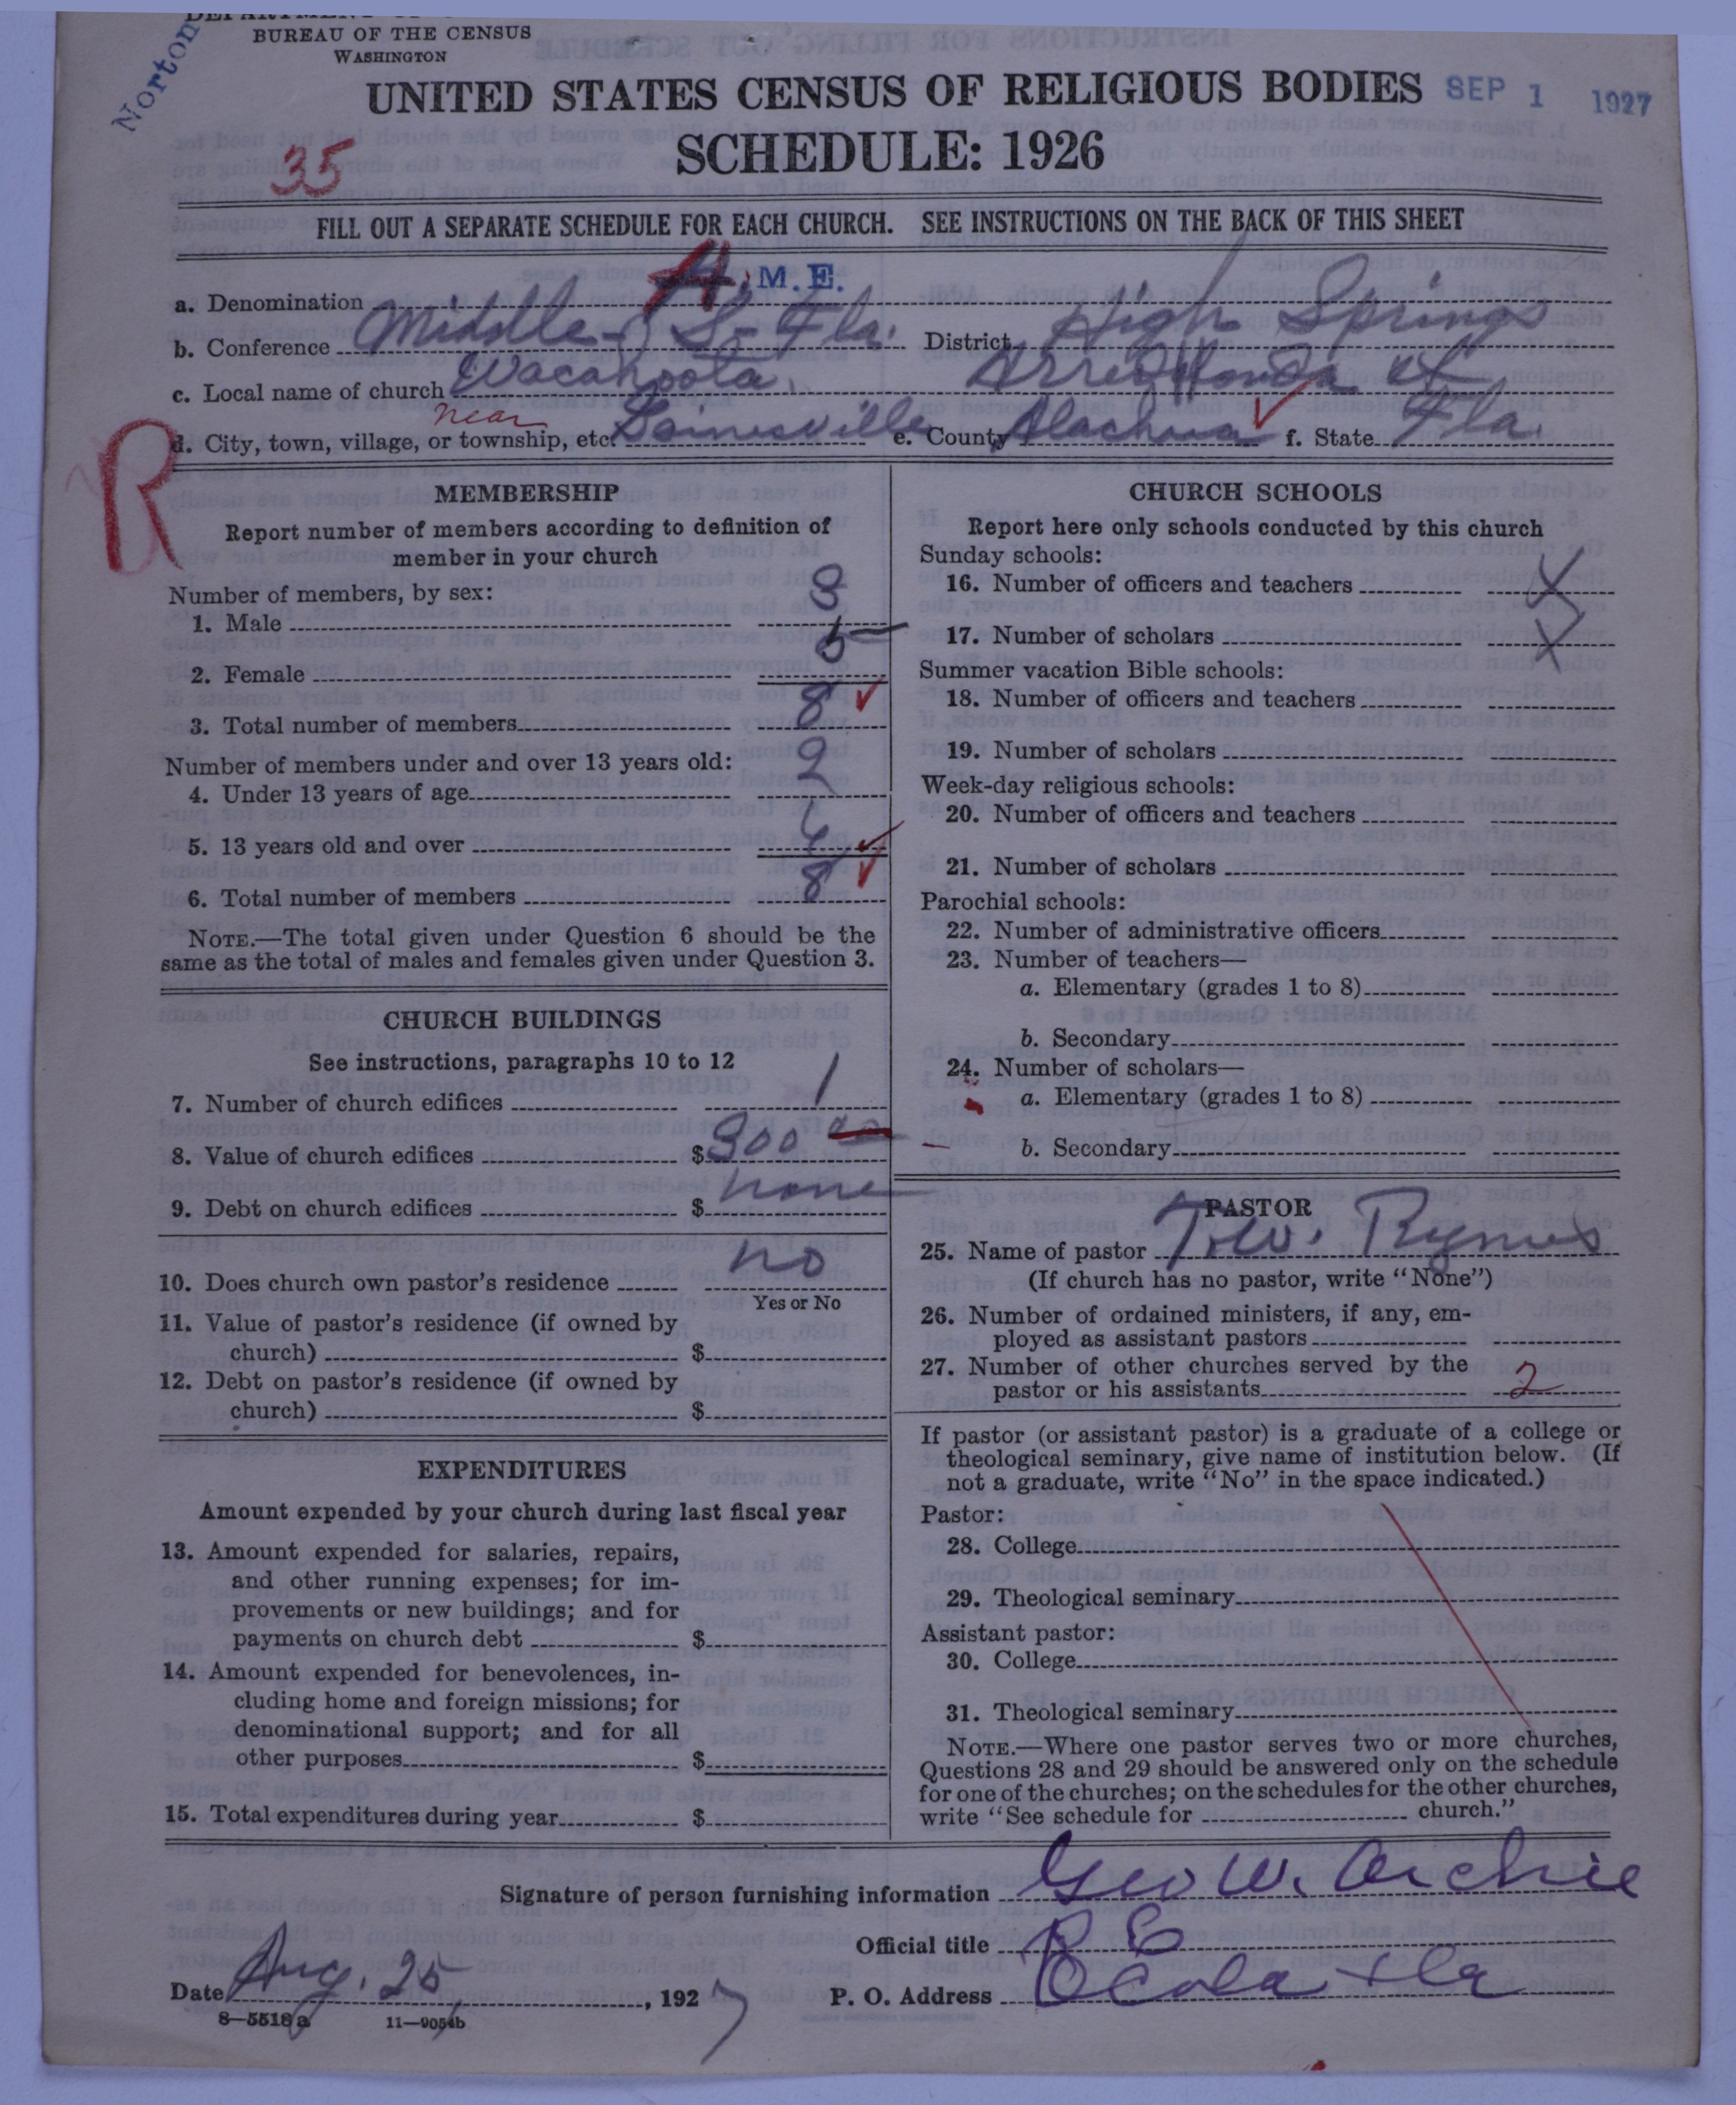 BUREAU OF THE CENSUS
WASHINGTON
Norton
UNITED STATES CENSUS OF RELIGIOUS BODIES
SEP 1 1927
SCHEDULE: 1926
35
FILL OUT A SEPARATE SCHEDULE FOR EACH CHURCH. SEE INSTRUCTIONS ON THE BACK OF THIS SHEET
a. Denomination A. M. E.
b. Conference Middle Fla. District High Springs
c. Local name of church Wacahoota
near
d. City, town, village, or township, etc. Gainesville e. County Alachua f. State Fla.
R
MEMBERSHIP
Report number of members according to definition of
member in your church
Number of members, by sex:
1. Male 3
2. Female 5
3. Total number of members 8
Number of members under and over 13 years old:
4. Under 13 years of age 2
5. 13 years old and over 6
6. Total number of members 8
NOTE.—The total given under Question 6 should be the
same as the total of males and females given under Question 3.
CHURCH BUILDINGS
See instructions, paragraphs 10 to 12
7. Number of church edifices 1
8. Value of church edifices $ 300 00
9. Debt on church edifices $ none
10. Does church own pastor's residence no
Yes or No
11. Value of pastor's residence (if owned by
church) $
12. Debt on pastor's residence (if owned by
church) $
EXPENDITURES
Amount expended by your church during last fiscal year
13. Amount expended for salaries, repairs,
and other running expenses; for im-
provements or new buildings; and for
payments on church debt $
14. Amount expended for benevolences, in-
cluding home and foreign missions; for
denominational support; and for all
other purposes $
15. Total expenditures during year $
CHURCH SCHOOLS
Report here only schools conducted by this church
Sunday schools:
16. Number of officers and teachers X
17. Number of scholars X
Summer vacation Bible schools:
18. Number of officers and teachers
19. Number of scholars
Week-day religious schools:
20. Number of officers and teachers
21. Number of scholars
Parochial schools:
22. Number of administrative officers
23. Number of teachers—
a. Elementary (grades 1 to 8)
b. Secondary
24. Number of scholars—
a. Elementary (grades 1 to 8)
b. Secondary
PASTOR
25. Name of pastor
(If church has no pastor, write "None")
26. Number of ordained ministers, if any, em-
ployed as assistant pastors
27. Number of other churches served by the
pastor or his assistants 2
If pastor (or assistant pastor) is a graduate of a college or
theological seminary, give name of institution below. (If
not a graduate, write "No" in the space indicated.)
Pastor:
28. College
29. Theological seminary
Assistant pastor:
30. College
31. Theological seminary
NOTE.—Where one pastor serves two or more churches,
Questions 28 and 29 should be answered only on the schedule
for one of the churches; on the schedules for the other churches,
write "See schedule for church."
Signature of person furnishing information Geo W. Archie
Official title P E
Date Aug. 25, 1927 P. O. Address Ocala Fla
8—5518 a 11—9054b